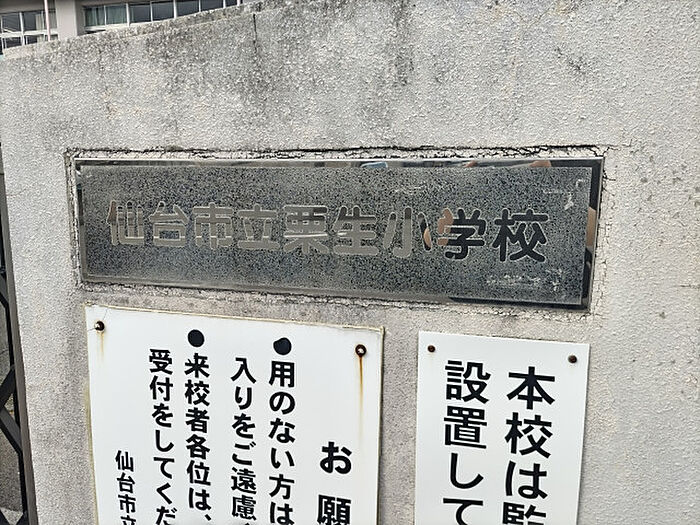 仙台市立栗生小学校
お願
●用のない方は
入りをご遠慮
●来校者各位は、
受付をしてくだ
仙台市立
本校は監
設置して